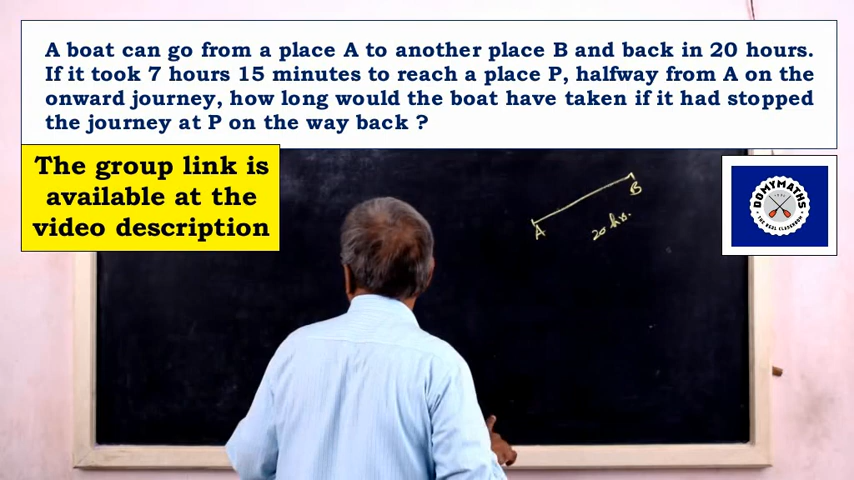 A boat can go from a place A to another place B and back in 20 hours.
If it took 7 hours 15 minutes to reach a place P, halfway from A on the
onward journey, how long would the boat have taken if it had stopped
the journey at P on the way back ?
The group link is
available at the
video description
DOMYMATHS
THE REAL CLASSROOM
A
B
20 hrs.